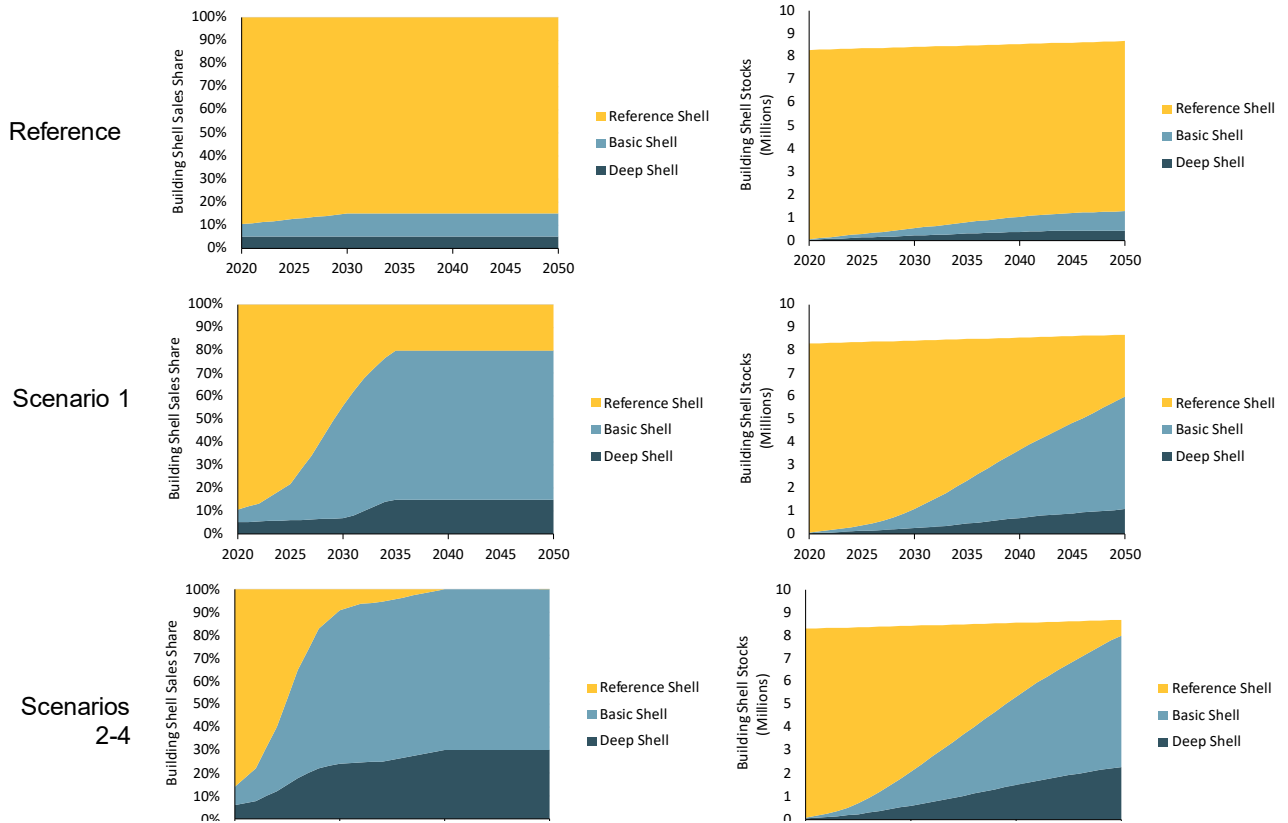 Reference
Building Shell Sales Share
100%
90%
80%
70%
60%
50%
40%
30%
20%
10%
0%
2020 2025 2030 2035 2040 2045 2050
Reference Shell
Basic Shell
Deep Shell
Building Shell Stocks
(Millions)
10
9
8
7
6
5
4
3
2
1
0
2020 2025 2030 2035 2040 2045 2050
Reference Shell
Basic Shell
Deep Shell
Scenario 1
Building Shell Sales Share
100%
90%
80%
70%
60%
50%
40%
30%
20%
10%
0%
2020 2025 2030 2035 2040 2045 2050
Reference Shell
Basic Shell
Deep Shell
Building Shell Stocks
(Millions)
10
9
8
7
6
5
4
3
2
1
0
2020 2025 2030 2035 2040 2045 2050
Reference Shell
Basic Shell
Deep Shell
Scenarios
2-4
Building Shell Sales Share
100%
90%
80%
70%
60%
50%
40%
30%
20%
10%
0%
Reference Shell
Basic Shell
Deep Shell
Building Shell Stocks
(Millions)
10
9
8
7
6
5
4
3
2
1
0
Reference Shell
Basic Shell
Deep Shell